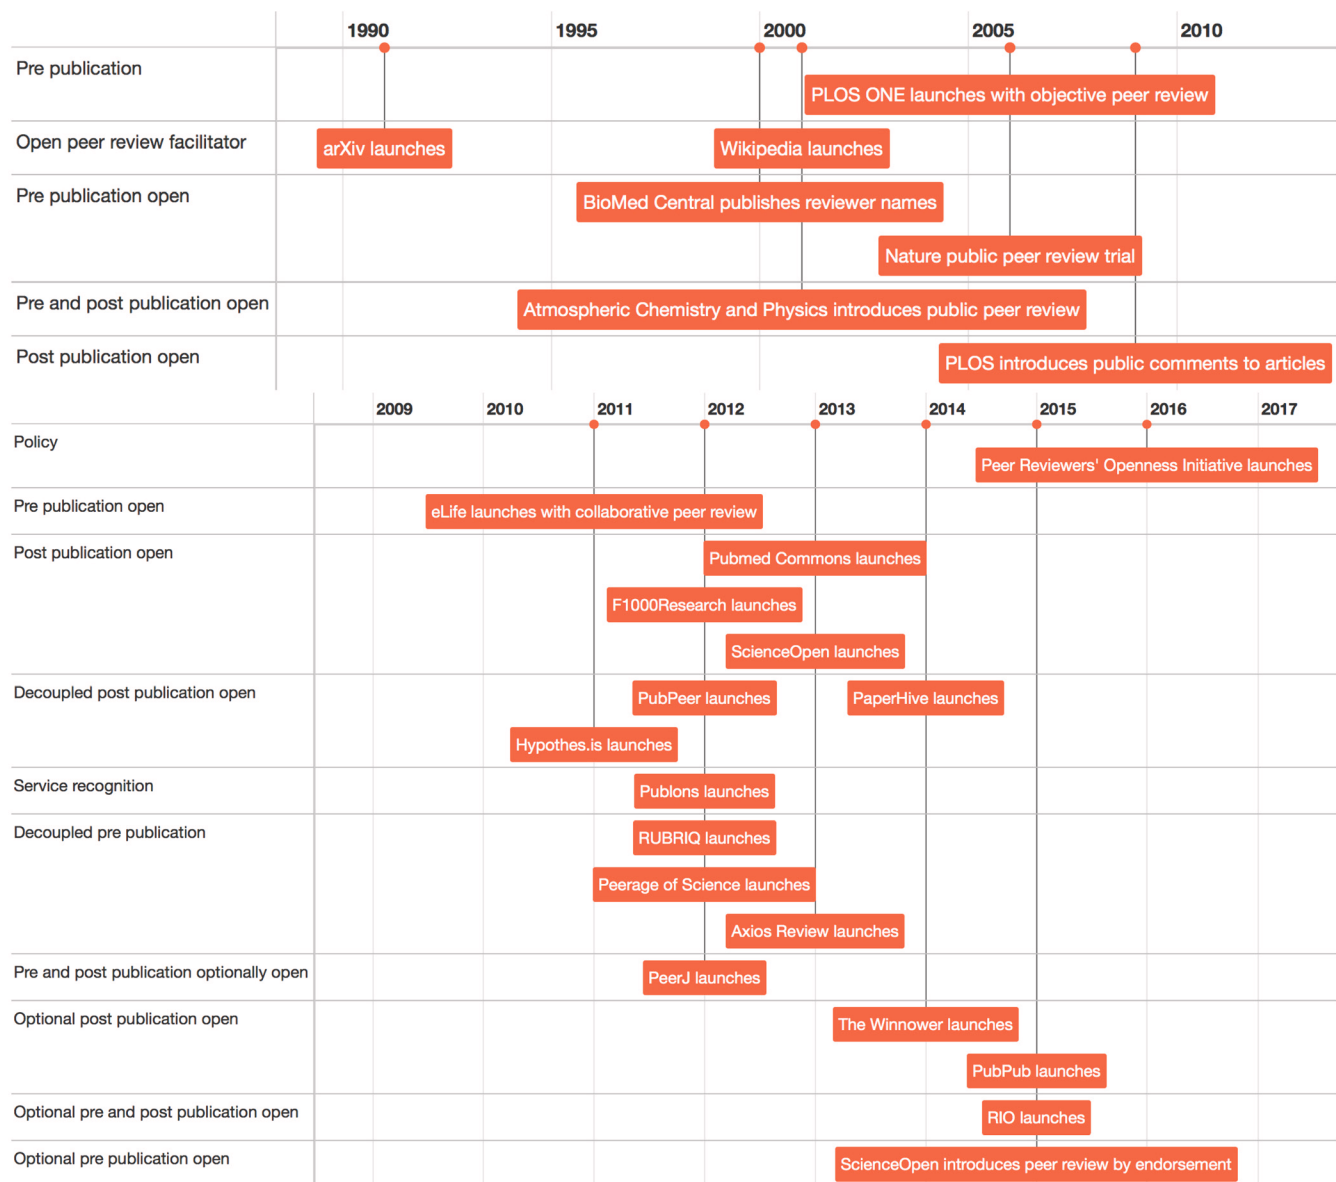 1990 1995 2000 2005 2010
Pre publication
PLOS ONE launches with objective peer review
Open peer review facilitator
arXiv launches
Wikipedia launches
Pre publication open
BioMed Central publishes reviewer names
Nature public peer review trial
Pre and post publication open
Atmospheric Chemistry and Physics introduces public peer review
Post publication open
PLOS introduces public comments to articles
2009 2010 2011 2012 2013 2014 2015 2016 2017
Policy
Peer Reviewers' Openness Initiative launches
Pre publication open
eLife launches with collaborative peer review
Post publication open
Pubmed Commons launches
F1000Research launches
ScienceOpen launches
Decoupled post publication open
PubPeer launches
PaperHive launches
Hypothes.is launches
Service recognition
Publons launches
Decoupled pre publication
RUBRIQ launches
Peerage of Science launches
Axios Review launches
Pre and post publication optionally open
PeerJ launches
Optional post publication open
The Winnower launches
PubPub launches
Optional pre and post publication open
RIO launches
Optional pre publication open
ScienceOpen introduces peer review by endorsement